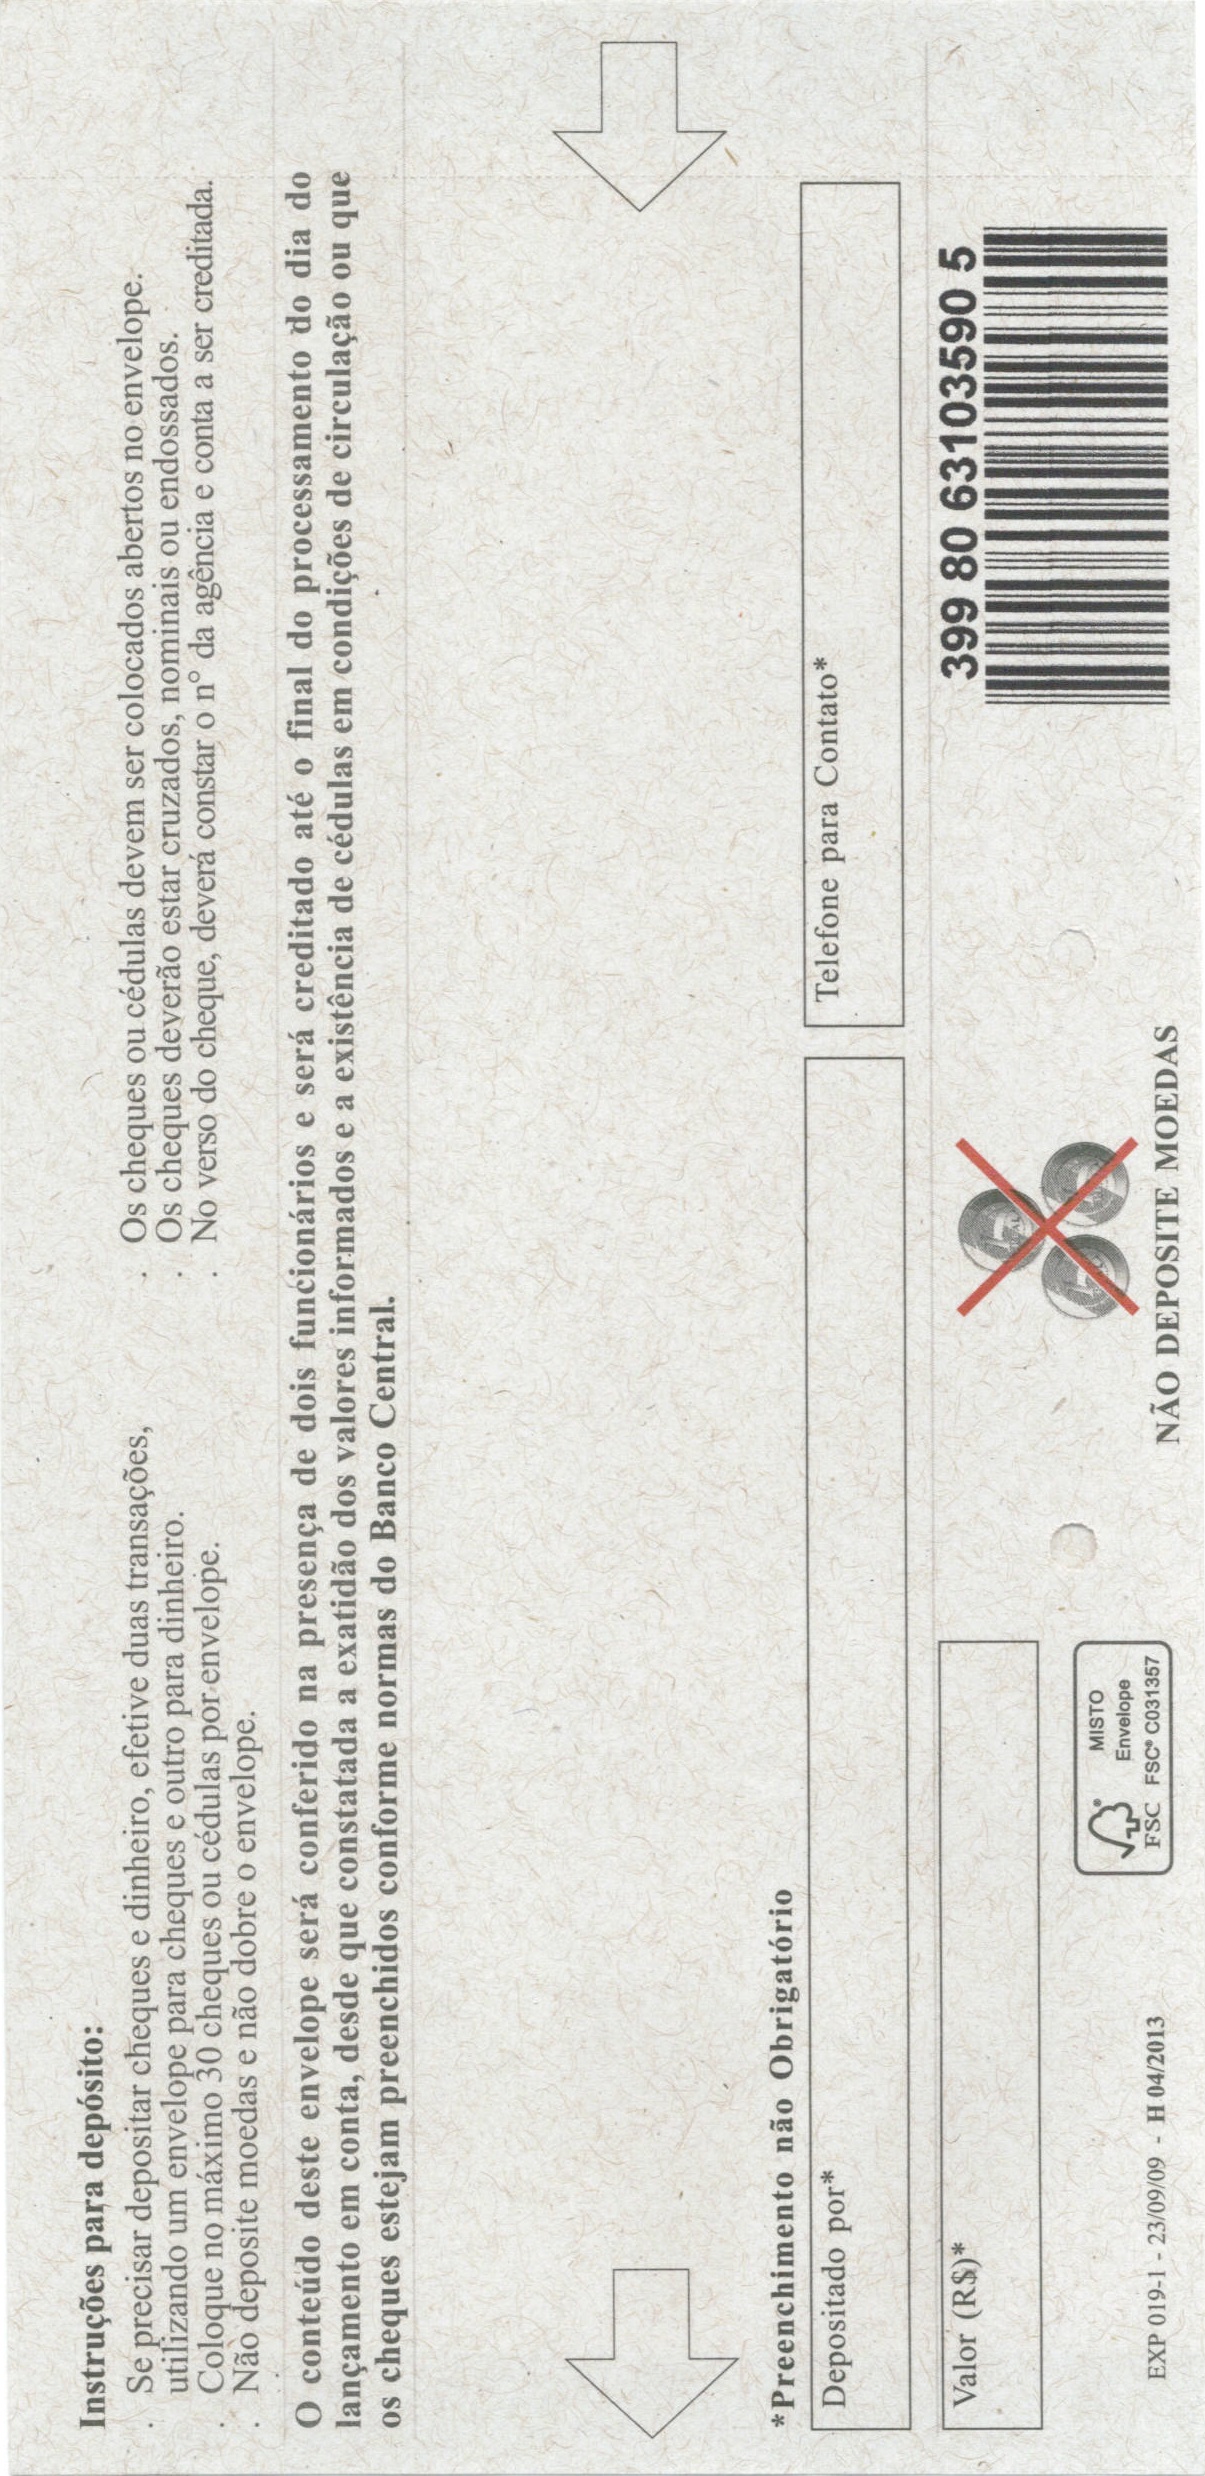 Instruções para depósito:
. Se precisar depositar cheques e dinheiro, efetive duas transações,
utilizando um envelope para cheques e outro para dinheiro.
. Coloque no máximo 30 cheques ou cédulas por envelope.
. Não deposite moedas e não dobre o envelope.
. Os cheques ou cédulas devem ser colocados abertos no envelope.
. Os cheques deverão estar cruzados, nominais ou endossados.
. No verso do cheque, deverá constar o n° da agência e conta a ser creditada.
O conteúdo deste envelope será conferido na presença de dois funcionários e será creditado até o final do processamento do dia do
lançamento em conta, desde que constatada a exatidão dos valores informados e a existência de cédulas em condições de circulação ou que
os cheques estejam preenchidos conforme normas do Banco Central.
*Preenchimento não Obrigatório
Depositado por*
Telefone para Contato*
Valor (R$)*
399 80 63103590 5
MISTO
Envelope
FSC® C031357
FSC
NÃO DEPOSITE MOEDAS
EXP 019-1 - 23/09/09 - H 04/2013